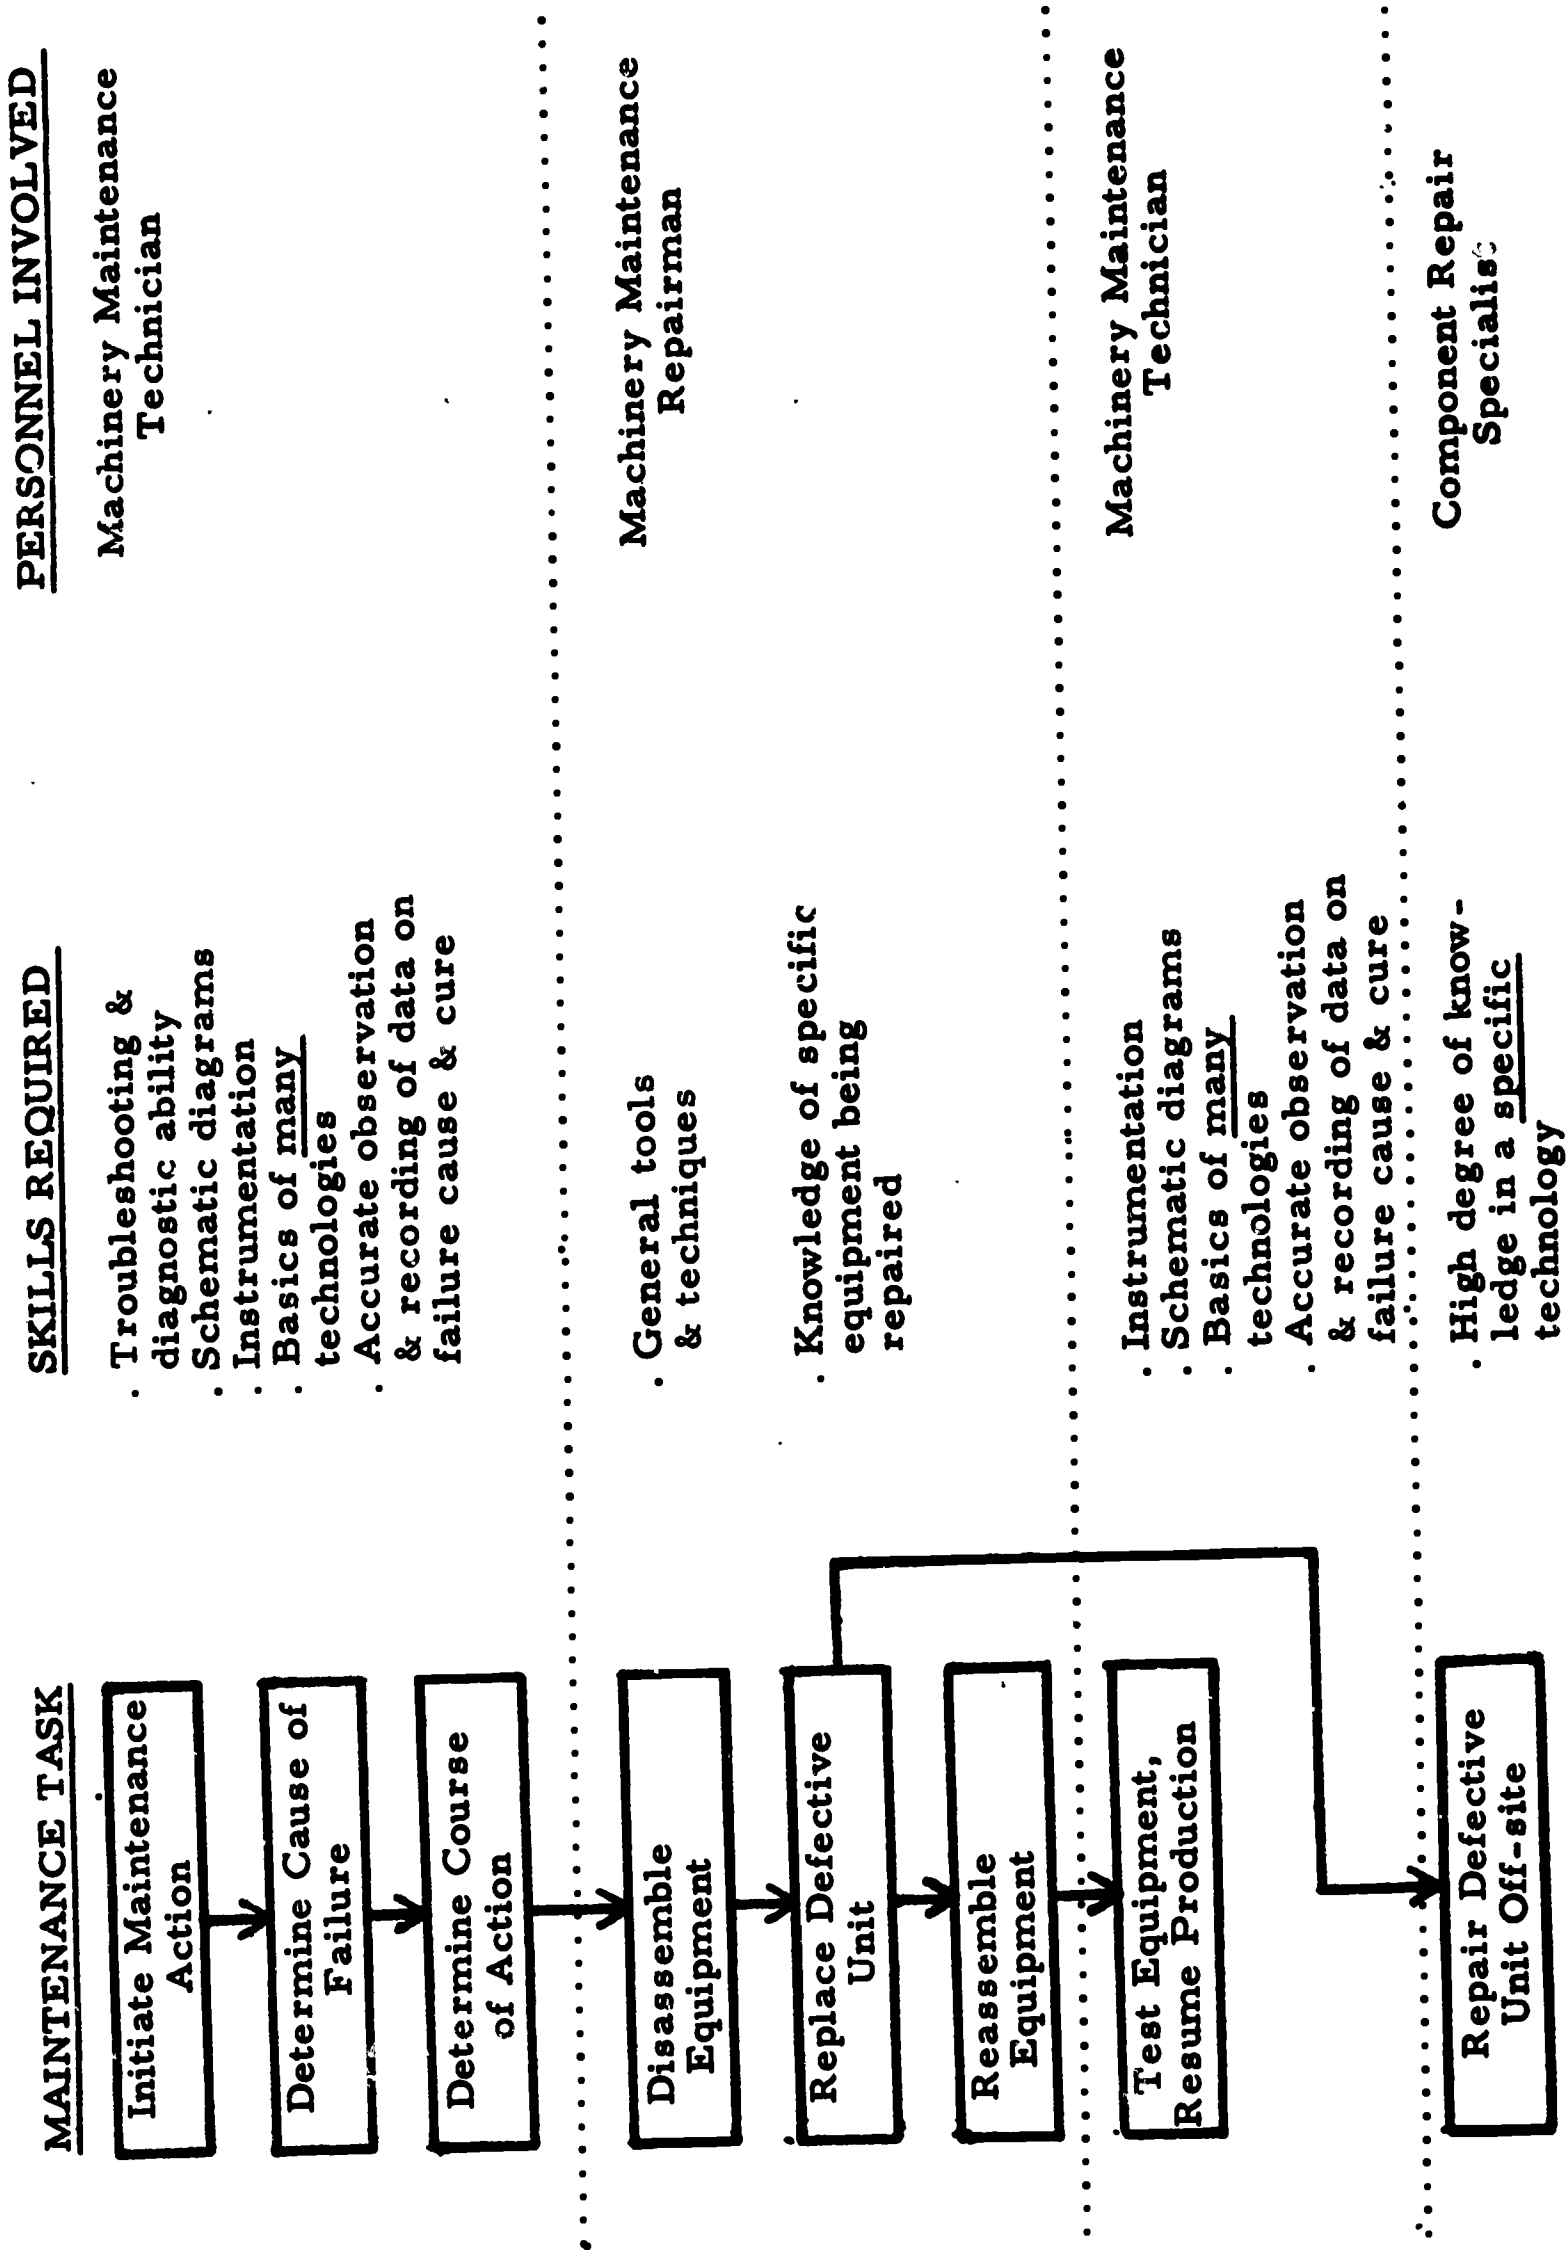 MAINTENANCE TASK
Initiate Maintenance
Action
Determine Cause of
Failure
Determine Course
of Action
Disassemble
Equipment
Replace Defective
Unit
Reassemble
Equipment
Test Equipment,
Resume Production
Repair Defective
Unit Off-site
SKILLS REQUIRED
. Troubleshooting &
diagnostic ability
. Schematic diagrams
. Instrumentation
. Basics of many
technologies
. Accurate observation
& recording of data on
failure cause & cure
. General tools
& techniques
. Knowledge of specific
equipment being
repaired
. Instrumentation
. Schematic diagrams
. Basics of many
technologies
. Accurate observation
& recording of data on
failure cause & cure
. High degree of know-
ledge in a specific
technology
PERSONNEL INVOLVED
Machinery Maintenance
Technician
Machinery Maintenance
Repairman
Machinery Maintenance
Technician
Component Repair
Specialist